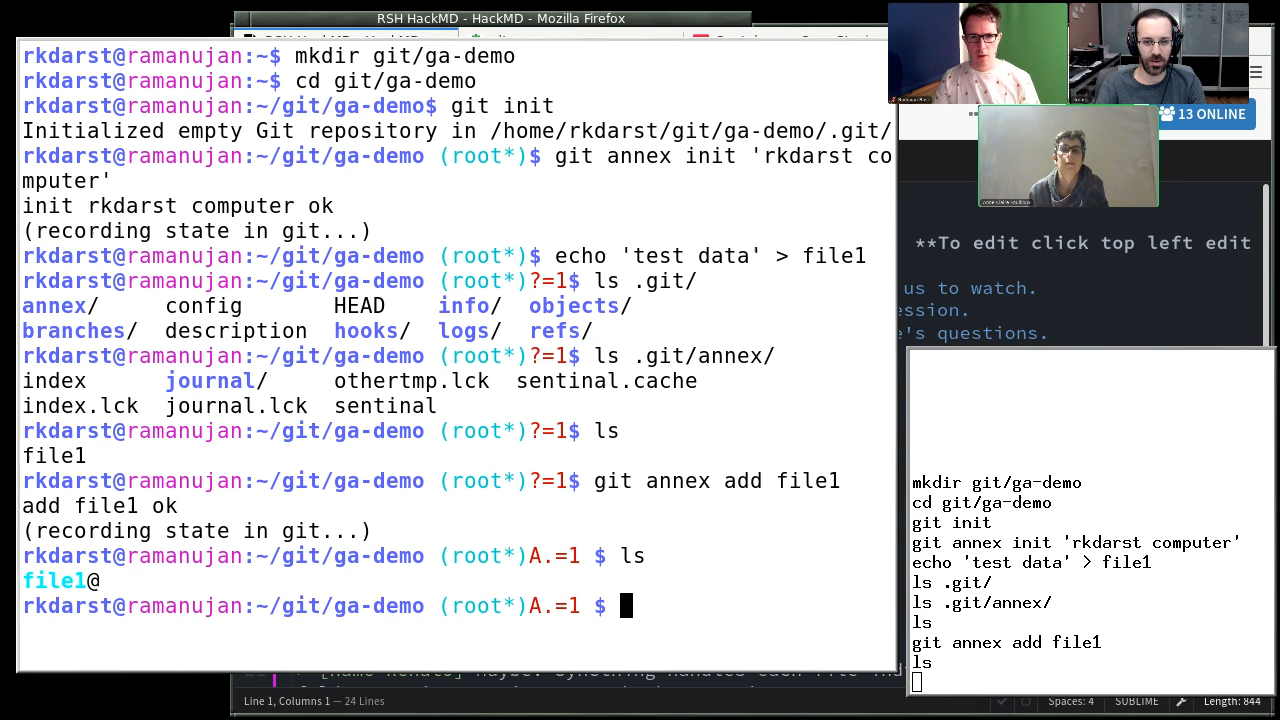 RSH HackMD - HackMD - Mozilla Firefox
rkdarst@ramanujan:~$ mkdir git/ga-demo
rkdarst@ramanujan:~$ cd git/ga-demo
rkdarst@ramanujan:~/git/ga-demo$ git init
Initialized empty Git repository in /home/rkdarst/git/ga-demo/.git/
rkdarst@ramanujan:~/git/ga-demo (root*)$ git annex init 'rkdarst co
mputer'
init rkdarst computer ok
(recording state in git...)
rkdarst@ramanujan:~/git/ga-demo (root*)$ echo 'test data' > file1
rkdarst@ramanujan:~/git/ga-demo (root*)?=1$ ls .git/
annex/ config HEAD info/ objects/
branches/ description hooks/ logs/ refs/
rkdarst@ramanujan:~/git/ga-demo (root*)?=1$ ls .git/annex/
index journal/ othertmp.lck sentinal.cache
index.lck journal.lck sentinal
rkdarst@ramanujan:~/git/ga-demo (root*)?=1$ ls
file1
rkdarst@ramanujan:~/git/ga-demo (root*)?=1$ git annex add file1
add file1 ok
(recording state in git...)
rkdarst@ramanujan:~/git/ga-demo (root*)A.=1 $ ls
file1@
rkdarst@ramanujan:~/git/ga-demo (root*)A.=1 $
13 ONLINE
**To edit click top left edit
us to watch.
ession.
e's questions.
mkdir git/ga-demo
cd git/ga-demo
git init
git annex init 'rkdarst computer'
echo 'test data' > file1
ls .git/
ls .git/annex/
ls
git annex add file1
ls
Line 1, Columns 1 — 24 Lines
Spaces: 4 SUBLIME Length: 844